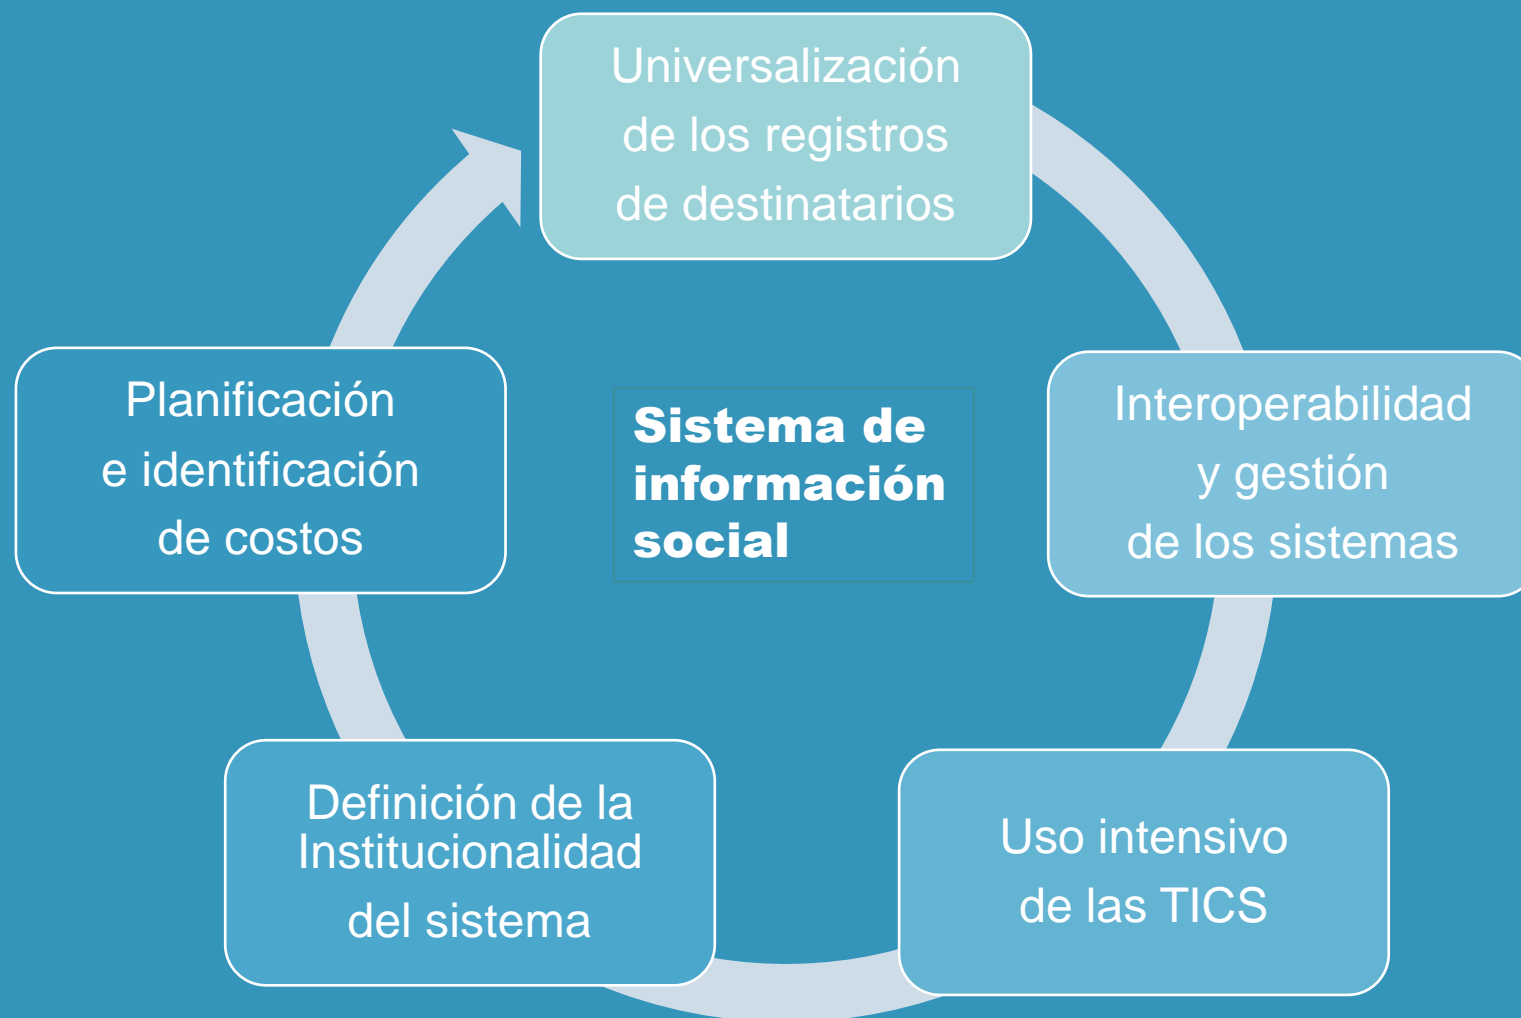 Universalización
de los registros
de destinatarios
Interoperabilidad
y gestión
de los sistemas
Uso intensivo
de las TICS
Definición de la
Institucionalidad
del sistema
Planificación
e identificación
de costos
Sistema de
información
social